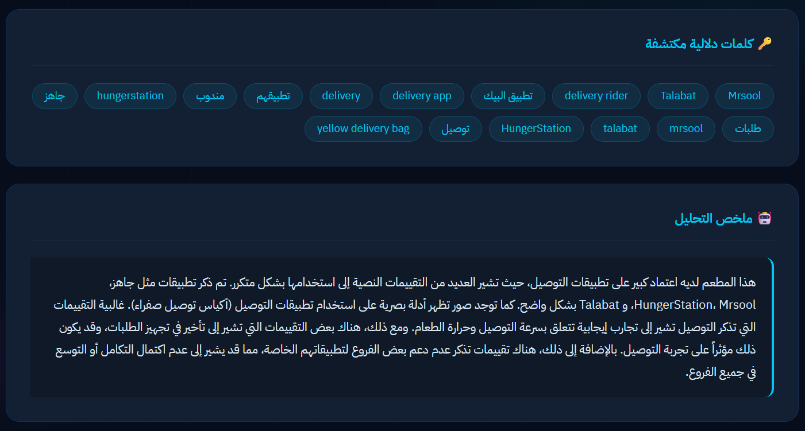 🔑 كلمات دلالية مكتشفة
Mrsool Talabat delivery rider تطبيق البيك delivery app delivery تطبيقهم مندوب hungerstation جاهز
طلبات mrsool talabat HungerStation توصيل yellow delivery bag
🤖 ملخص التحليل
هذا المطعم لديه اعتماد كبير على تطبيقات التوصيل، حيث تشير العديد من التقييمات النصية إلى استخدامها بشكل متكرر. تم ذكر تطبيقات مثل جاهز،
HungerStation، Mrsool، و Talabat بشكل واضح. كما توجد صور تظهر أدلة بصرية على استخدام تطبيقات التوصيل (أكياس توصيل صفراء). غالبية التقييمات
التي تذكر التوصيل تشير إلى تجارب إيجابية تتعلق بسرعة التوصيل وحرارة الطعام. ومع ذلك، هناك بعض التقييمات التي تشير إلى تأخير في تجهيز الطلبات، وقد يكون
ذلك مؤثراً على تجربة التوصيل. بالإضافة إلى ذلك، هناك تقييمات تذكر عدم دعم بعض الفروع لتطبيقاتهم الخاصة، مما قد يشير إلى عدم اكتمال التكامل أو التوسع
في جميع الفروع.